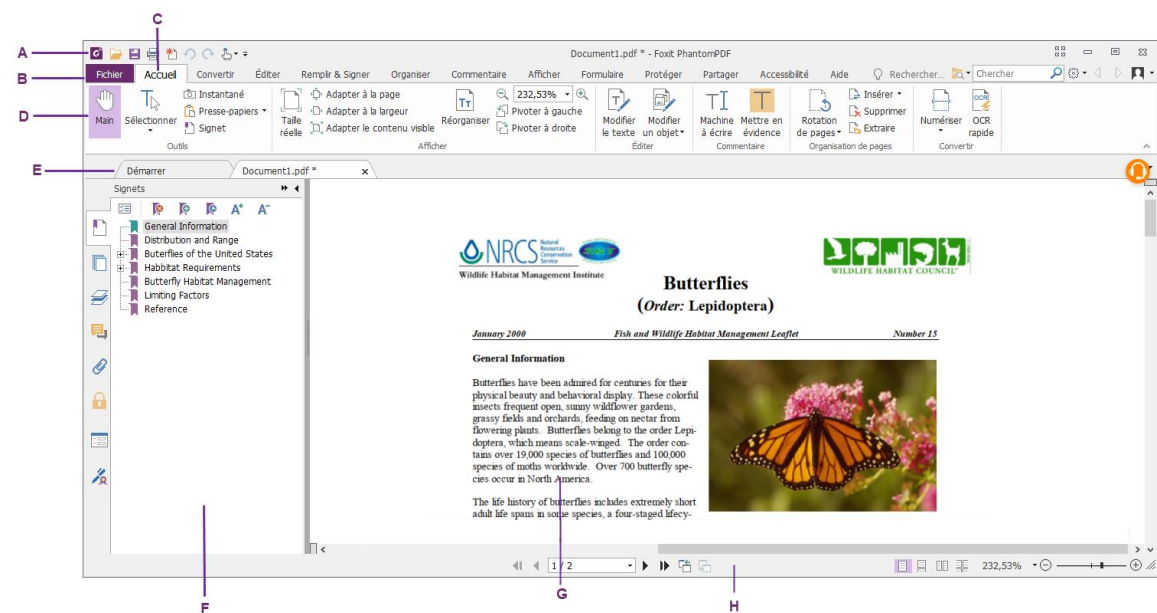 C
A
Document1.pdf * - Foxit PhantomPDF
B
Fichier Accueil Convertir Éditer Remplir & Signer Organiser Commentaire Afficher Formulaire Protéger Partager Accessibilité Aide Rechercher... Chercher
D
Main
Sélectionner
Instantané
Presse-papiers
Signet
Outils
Taille réelle
Adapter à la page
Adapter à la largeur
Adapter le contenu visible
Réorganiser
232,53%
Pivoter à gauche
Pivoter à droite
Afficher
Modifier le texte
Modifier un objet
Éditer
Machine à écrire
Mettre en évidence
Commentaire
Rotation de pages
Insérer
Supprimer
Extraire
Organisation de pages
Numériser
OCR
OCR rapide
Convertir
E
Démarrer
Document1.pdf * x
Signets
A+ A-
General Information
Distribution and Range
Buterflies of the United States
Habbitat Requirements
Butterfly Habitat Management
Limiting Factors
Reference
NRCS Natural Resources Conservation Service
Wildlife Habitat Management Institute
WILDLIFE HABITAT COUNCIL
Butterflies
(Order: Lepidoptera)
January 2000 Fish and Wildlife Habitat Management Leaflet Number 15
General Information
Butterflies have been admired for centuries for their
physical beauty and behavioral display. These colorful
insects frequent open, sunny wildflower gardens,
grassy fields and orchards, feeding on nectar from
flowering plants. Butterflies belong to the order Lepi-
doptera, which means scale-winged. The order con-
tains over 19,000 species of butterflies and 100,000
species of moths worldwide. Over 700 butterfly spe-
cies occur in North America.
The life history of butterflies includes extremely short
adult life spans in some species, a four-staged lifecy-
1 / 2
232,53%
F
G
H